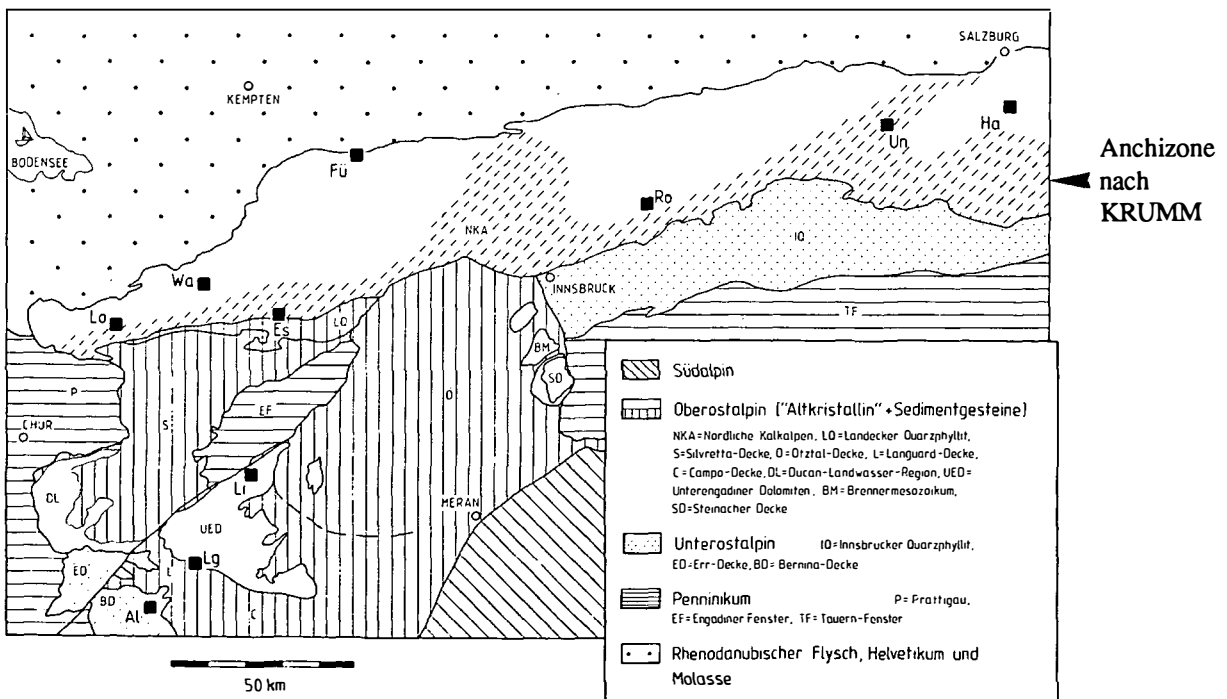 SALZBURG
KEMPTEN
BODENSEE
Fü
Un
Ha
Anchizone
nach
KRUMM
Ro
NKA
IQ
Wa
INNSBRUCK
La
Es
LQ
TF
BM
SD
P
S
EF
Ö
CHUR
DL
Li
MERAN
UED
Lg
L
ED
BD
Al
C
50 km
Südalpin
Oberostalpin ("Altkristallin" + Sedimentgesteine)
NKA=Nördliche Kalkalpen, LQ=Landecker Quarzphyllit,
S=Silvretta-Decke, Ö=Ötztal-Decke, L=Languard-Decke,
C=Campo-Decke, DL=Ducan-Landwasser-Region, UED=
Unterengadiner Dolomiten, BM=Brennermesozoikum,
SD=Steinacher Decke
Unterostalpin IQ=Innsbrucker Quarzphyllit,
ED=Err-Decke, BD=Bernina-Decke
Penninikum P=Prättigau,
EF=Engadiner Fenster, TF=Tauern-Fenster
Rhenodanubischer Flysch, Helvetikum und
Molasse